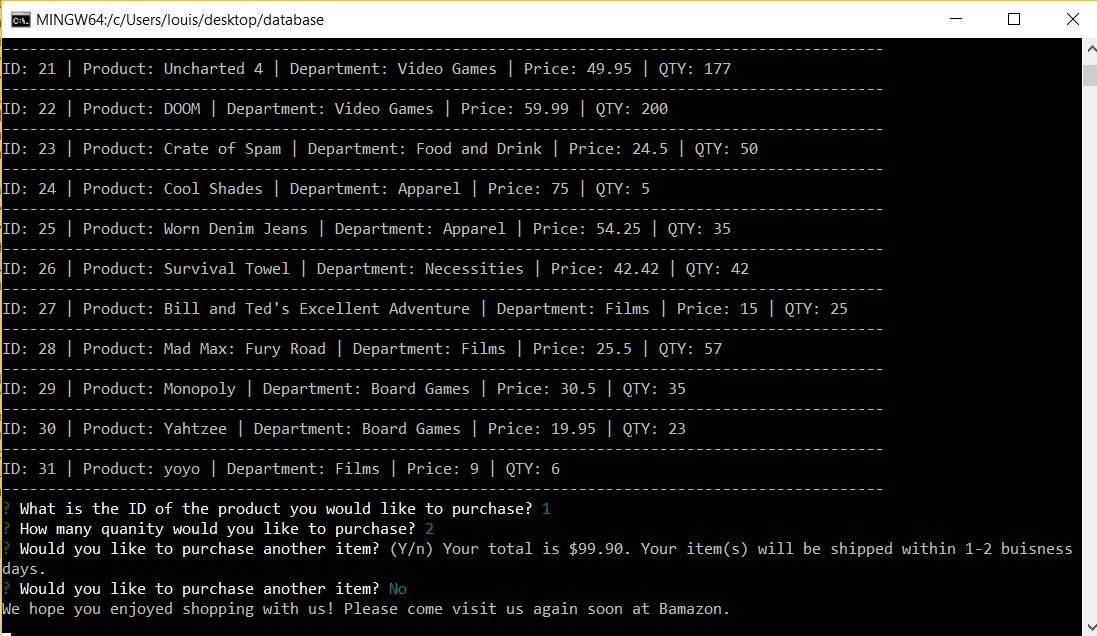 MINGW64:/c/Users/louis/desktop/database
--------------------------------------------------------------------------------------------------
ID: 21 | Product: Uncharted 4 | Department: Video Games | Price: 49.95 | QTY: 177
--------------------------------------------------------------------------------------------------
ID: 22 | Product: DOOM | Department: Video Games | Price: 59.99 | QTY: 200
--------------------------------------------------------------------------------------------------
ID: 23 | Product: Crate of Spam | Department: Food and Drink | Price: 24.5 | QTY: 50
--------------------------------------------------------------------------------------------------
ID: 24 | Product: Cool Shades | Department: Apparel | Price: 75 | QTY: 5
--------------------------------------------------------------------------------------------------
ID: 25 | Product: Worn Denim Jeans | Department: Apparel | Price: 54.25 | QTY: 35
--------------------------------------------------------------------------------------------------
ID: 26 | Product: Survival Towel | Department: Necessities | Price: 42.42 | QTY: 42
--------------------------------------------------------------------------------------------------
ID: 27 | Product: Bill and Ted's Excellent Adventure | Department: Films | Price: 15 | QTY: 25
--------------------------------------------------------------------------------------------------
ID: 28 | Product: Mad Max: Fury Road | Department: Films | Price: 25.5 | QTY: 57
--------------------------------------------------------------------------------------------------
ID: 29 | Product: Monopoly | Department: Board Games | Price: 30.5 | QTY: 35
--------------------------------------------------------------------------------------------------
ID: 30 | Product: Yahtzee | Department: Board Games | Price: 19.95 | QTY: 23
--------------------------------------------------------------------------------------------------
ID: 31 | Product: yoyo | Department: Films | Price: 9 | QTY: 6
--------------------------------------------------------------------------------------------------
? What is the ID of the product you would like to purchase? 1
? How many quanity would you like to purchase? 2
? Would you like to purchase another item? (Y/n) Your total is $99.90. Your item(s) will be shipped within 1-2 buisness
days.
? Would you like to purchase another item? No
We hope you enjoyed shopping with us! Please come visit us again soon at Bamazon.